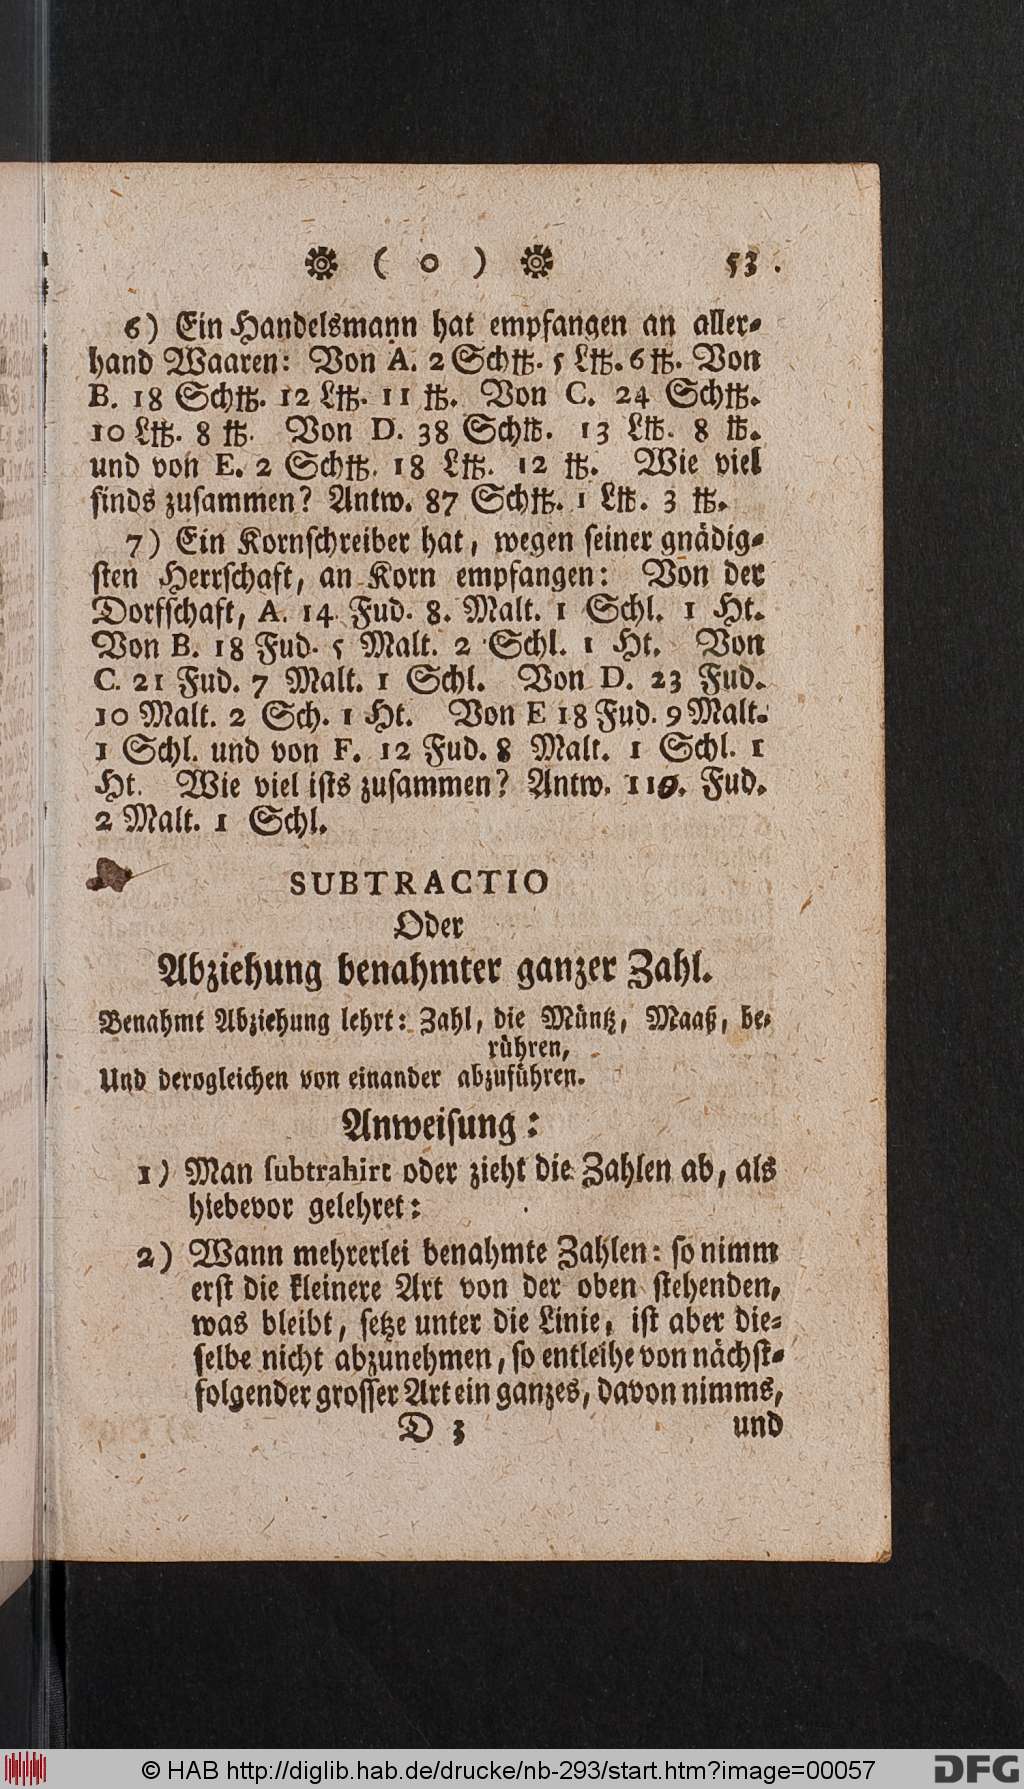 ( o ) 53.
6) Ein Handelsmann hat empfangen an aller-
hand Waaren: Von A. 2 Sch℔. 5 L℔. 6 ℔. Von
B. 18 Sch℔. 12 L℔. 11 ℔. Von C. 24 Sch℔.
10 L℔. 8 ℔. Von D. 38 Sch℔. 13 L℔. 8 ℔.
und von E. 2 Sch℔. 18 L℔. 12 ℔. Wie viel
sinds zusammen? Antw. 87 Sch℔. 1 L℔. 3 ℔.
7) Ein Kornschreiber hat, wegen seiner gnädig-
sten Herrschaft, an Korn empfangen: Von der
Dorfschaft, A. 14 Fud. 8. Malt. 1 Schl. 1 Ht.
Von B. 18 Fud. 5 Malt. 2 Schl. 1 Ht. Von
C. 21 Fud. 7 Malt. 1 Schl. Von D. 23 Fud.
10 Malt. 2 Sch. 1 Ht. Von E 18 Fud. 9 Malt.
1 Schl. und von F. 12 Fud. 8 Malt. 1 Schl. 1
Ht. Wie viel ists zusammen? Antw. 110. Fud.
2 Malt. 1 Schl.
SUBTRACTIO
Oder
Abziehung benahmter ganzer Zahl.
Benahmt Abziehung lehrt: Zahl, die Müntz, Maaß, be-
rühren,
Und derogleichen von einander abzuführen.
Anweisung:
1) Man subtrahirt oder zieht die Zahlen ab, als
hiebevor gelehret:
2) Wann mehrerlei benahmte Zahlen: so nimm
erst die kleinere Art von der oben stehenden,
was bleibt, setze unter die Linie, ist aber die-
selbe nicht abzunehmen, so entleihe von nächst-
folgender grosser Art ein ganzes, davon nimms,
D 3 und
© HAB http://diglib.hab.de/drucke/nb-293/start.htm?image=00057 DFG